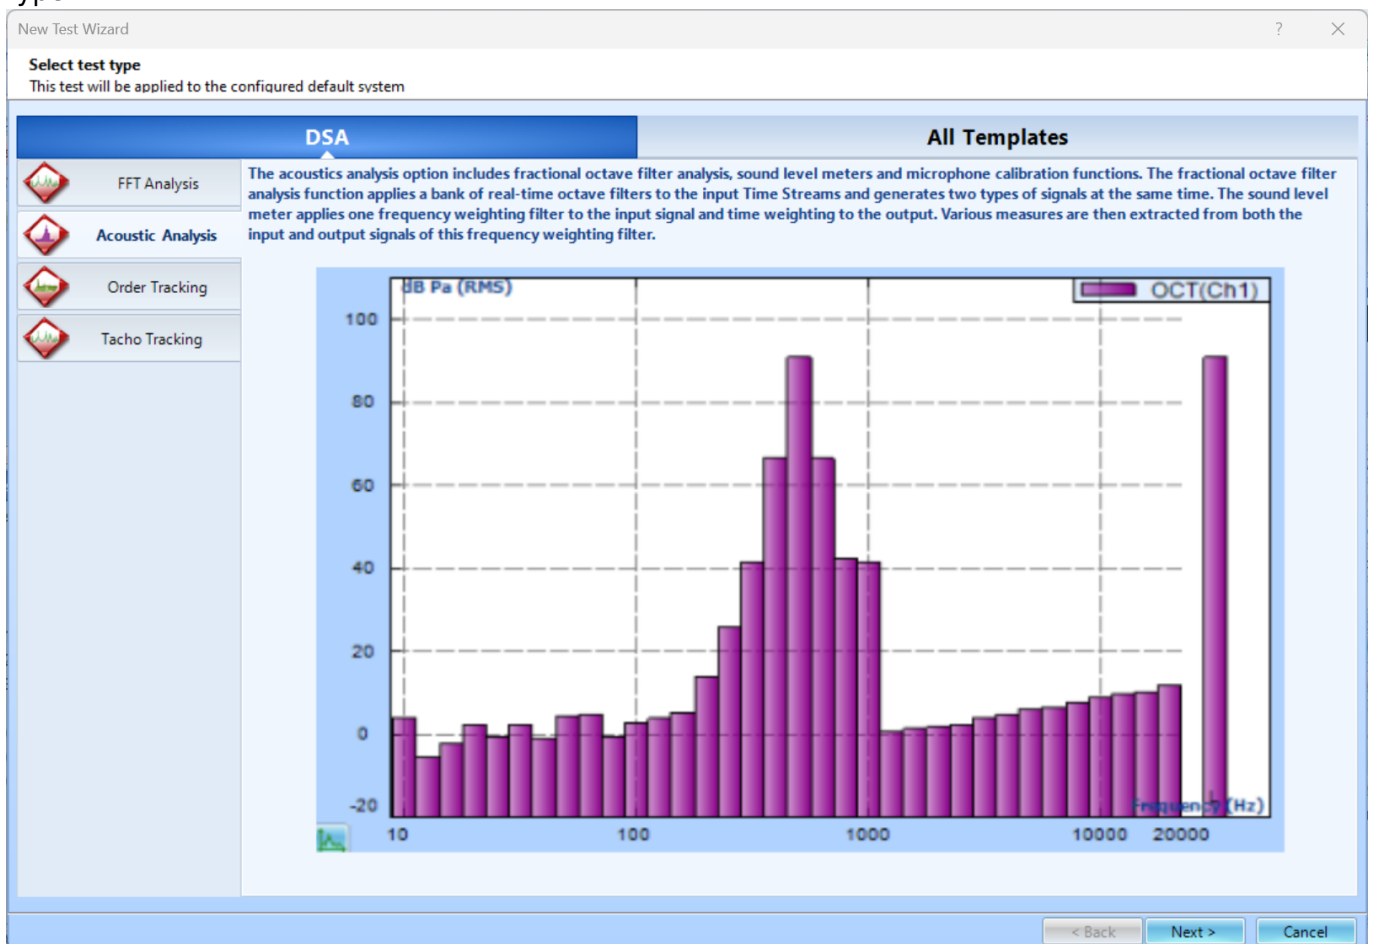 New Test Wizard
?
Select test type
This test will be applied to the configured default system
DSA
All Templates
FFT Analysis
Acoustic Analysis
Order Tracking
Tacho Tracking
The acoustics analysis option includes fractional octave filter analysis, sound level meters and microphone calibration functions. The fractional octave filter
analysis function applies a bank of real-time octave filters to the input Time Streams and generates two types of signals at the same time. The sound level
meter applies one frequency weighting filter to the input signal and time weighting to the output. Various measures are then extracted from both the
input and output signals of this frequency weighting filter.
dB Pa (RMS)
OCT(Ch1)
100
80
60
40
20
0
-20
Frequency (Hz)
10
100
1000
10000
20000
< Back
Next >
Cancel